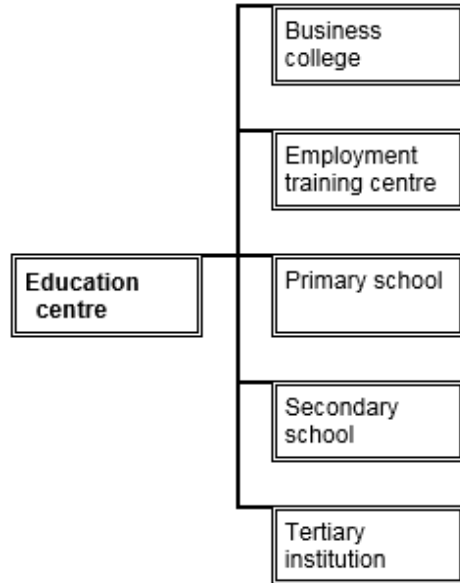 Business
college
Employment
training centre
Education
centre
Primary school
Secondary
school
Tertiary
institution